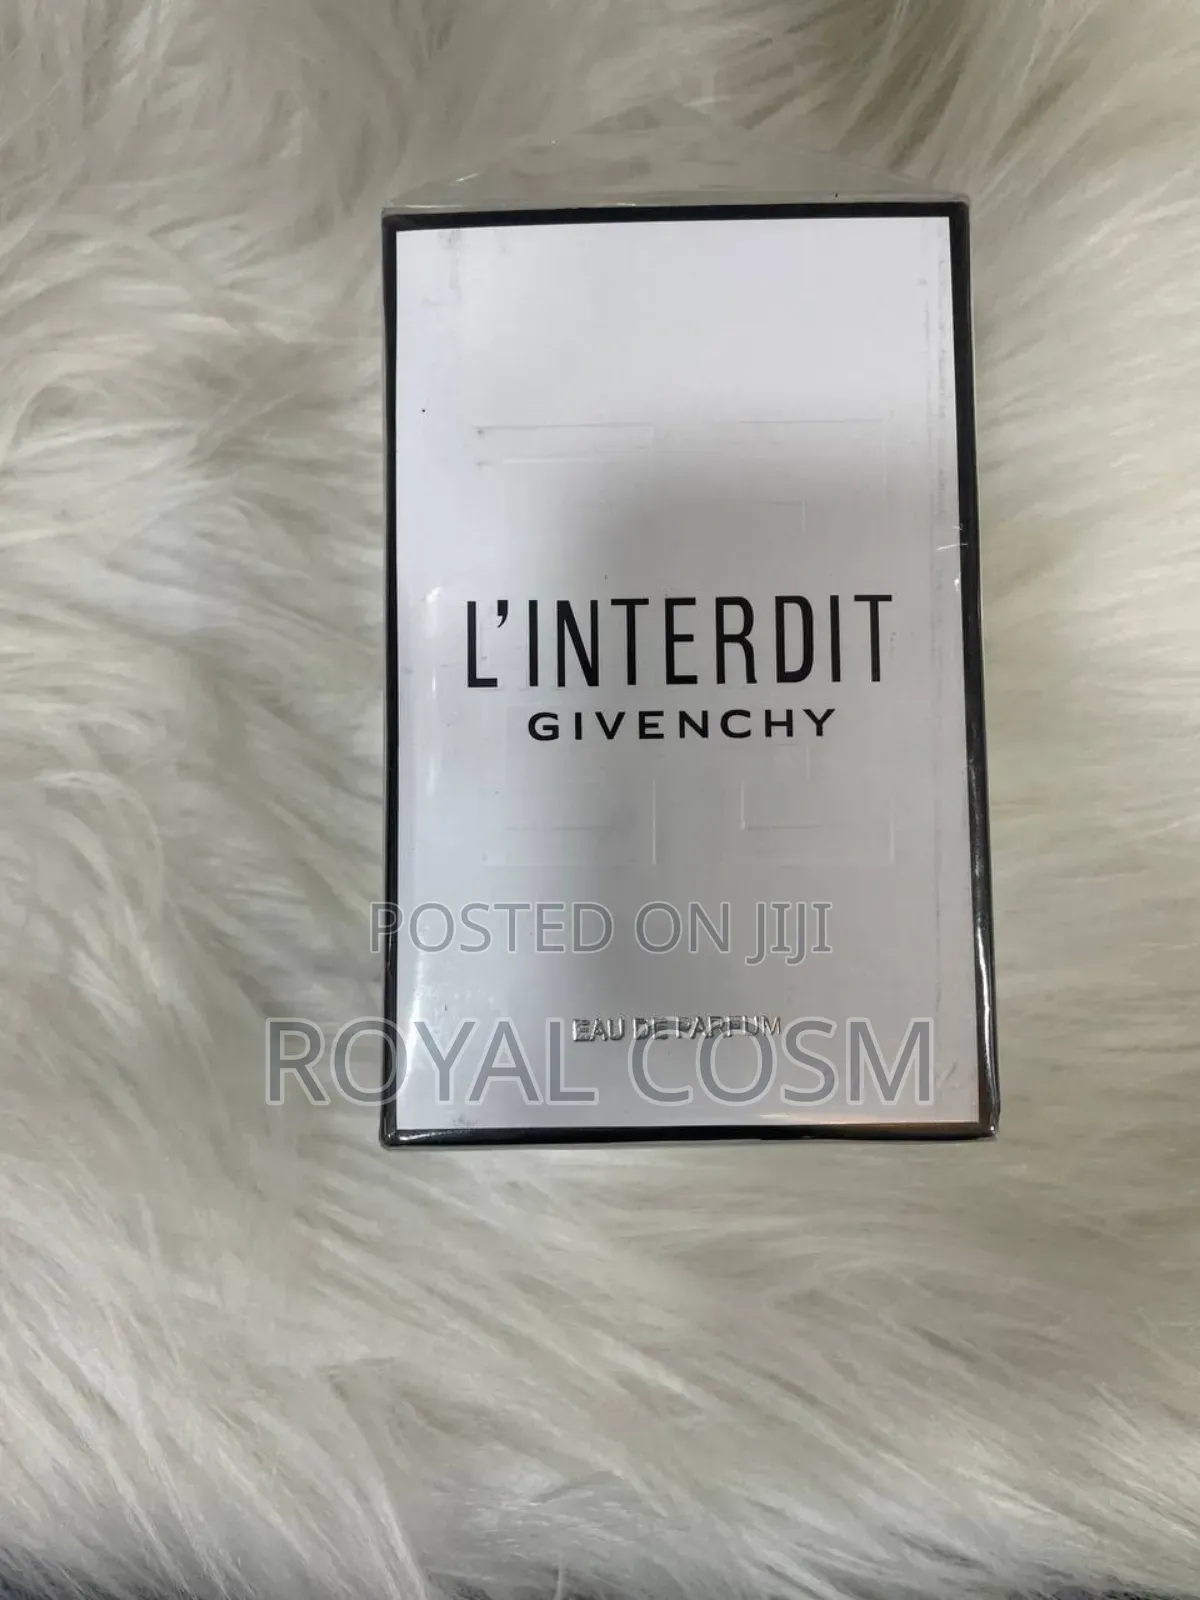 L'INTERDIT
GIVENCHY
POSTED ON JIJI
EAU DE PARFUM
ROYAL COSM